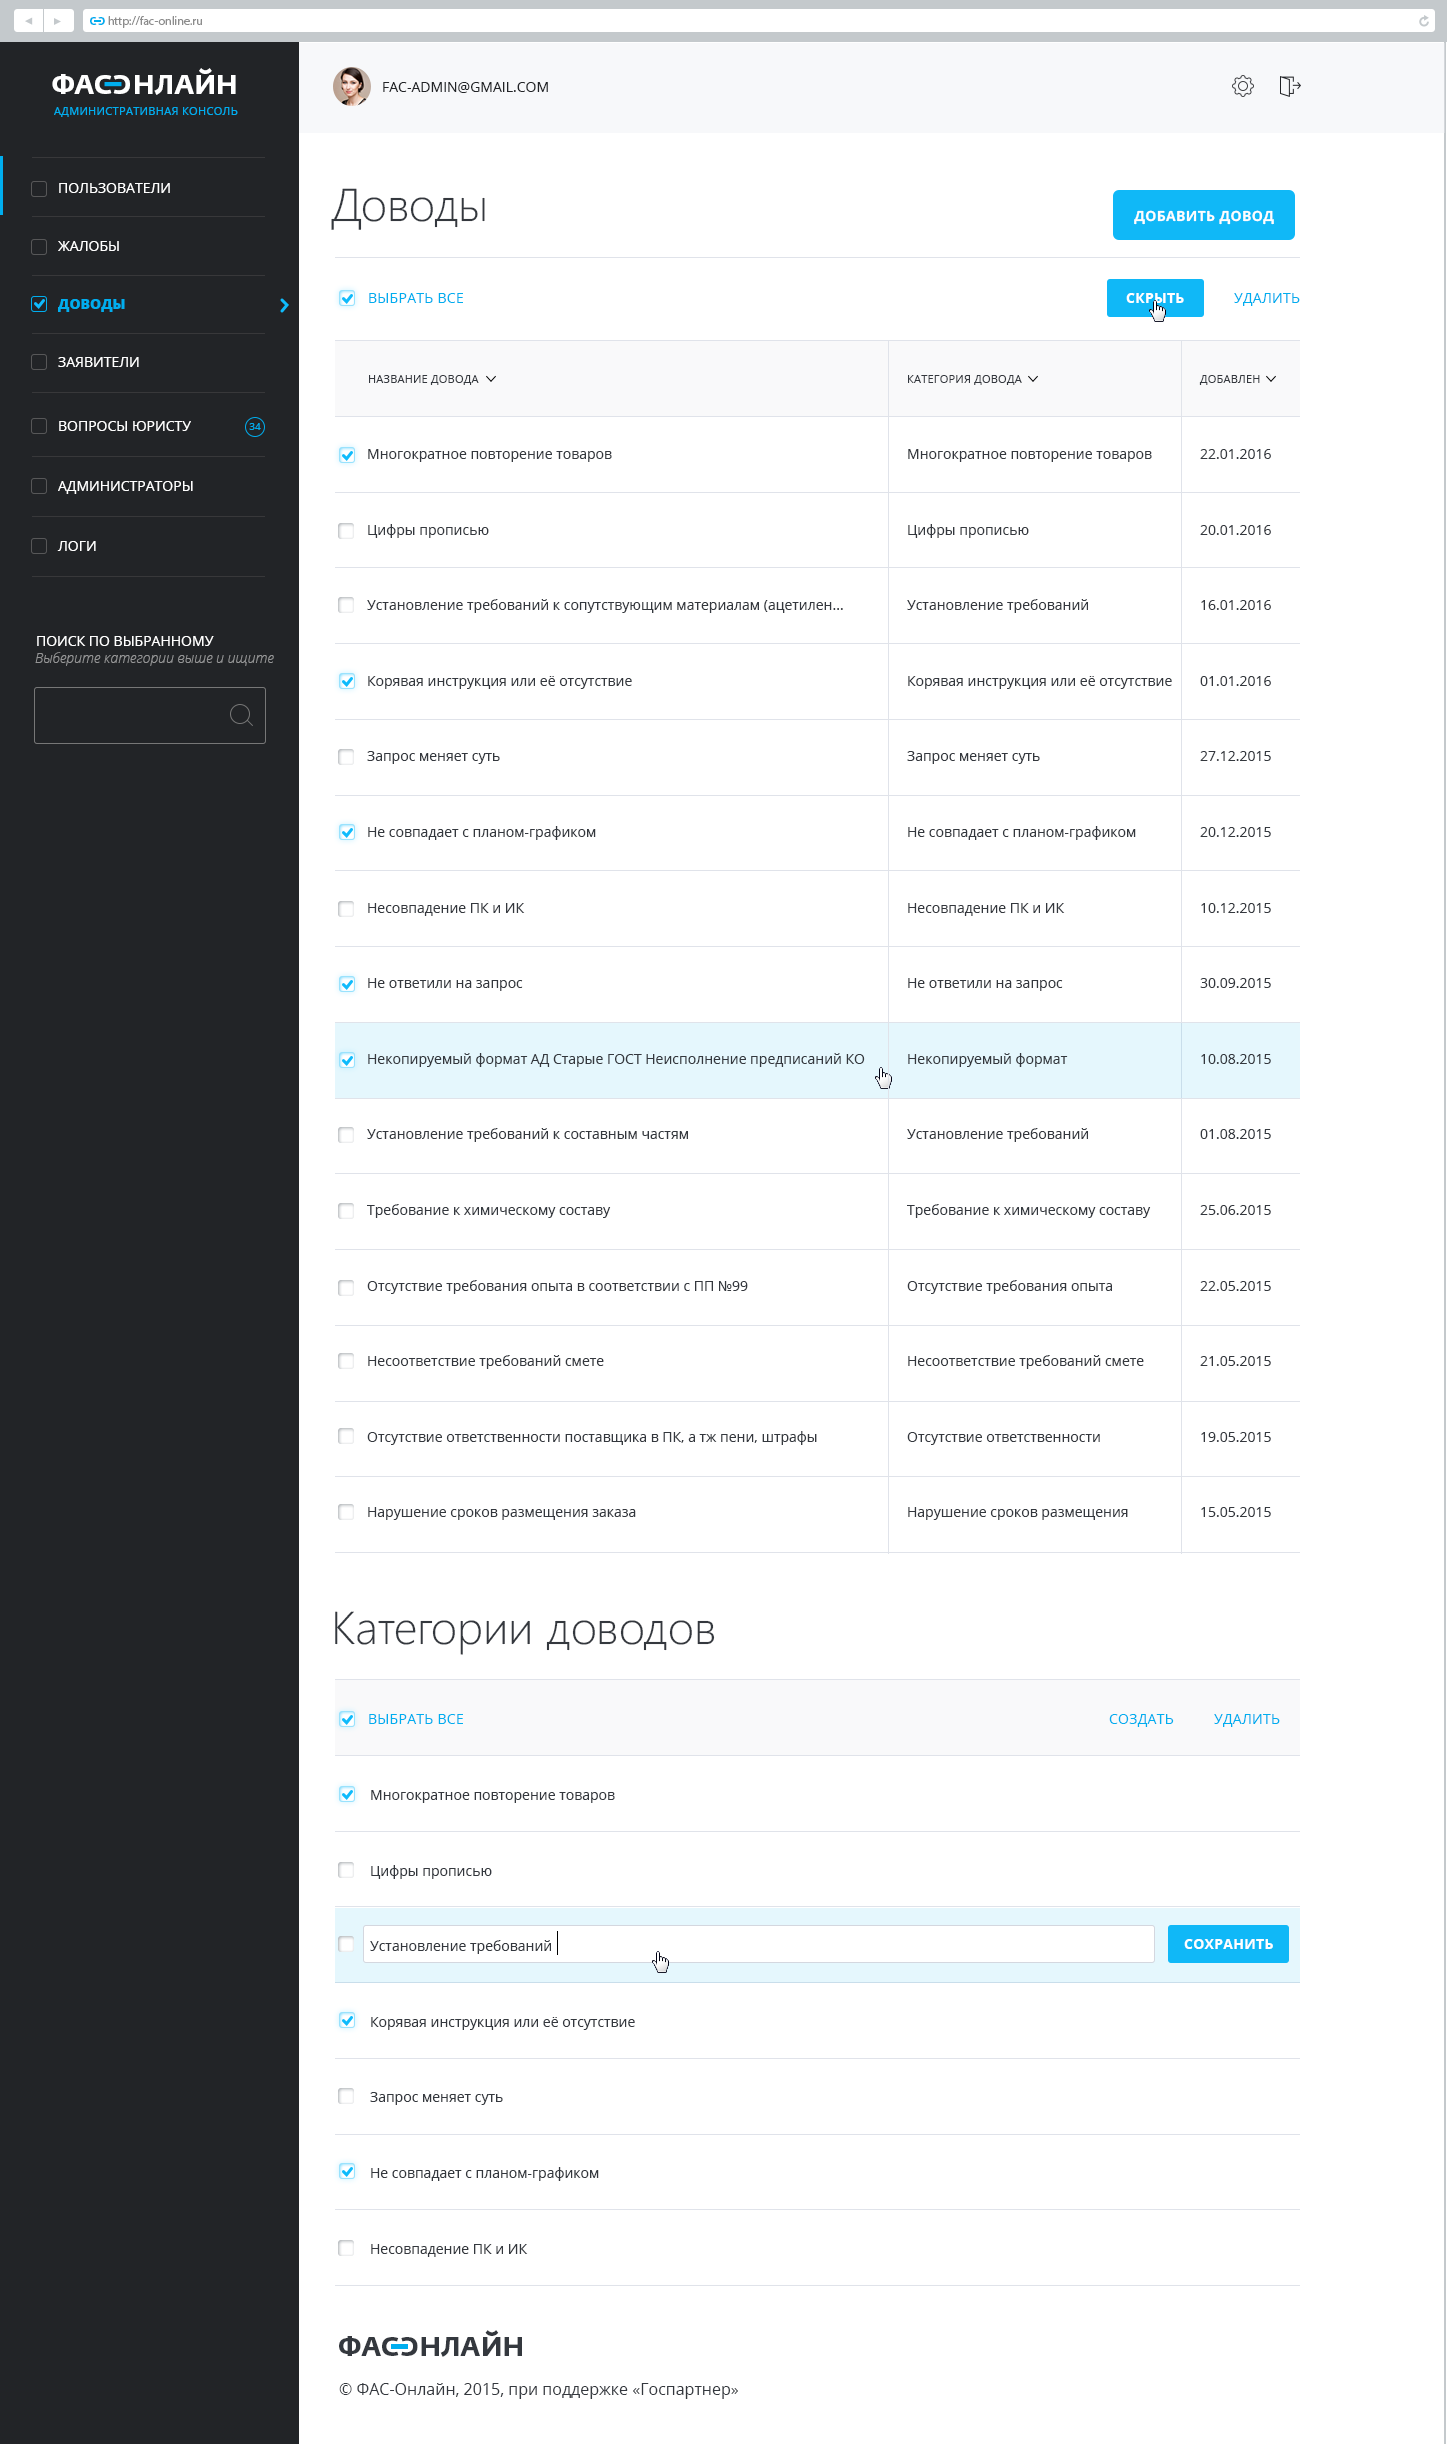 http://fac-online.ru
ФАСОНЛАЙН
АДМИНИСТРАТИВНАЯ КОНСОЛЬ
ПОЛЬЗОВАТЕЛИ
ЖАЛОБЫ
ДОВОДЫ
ЗАЯВИТЕЛИ
ВОПРОСЫ ЮРИСТУ 34
АДМИНИСТРАТОРЫ
ЛОГИ
ПОИСК ПО ВЫБРАННОМУ
Выберите категории выше и ищите
FAC-ADMIN@GMAIL.COM
Доводы
ДОБАВИТЬ ДОВОД
ВЫБРАТЬ ВСЕ СКРЫТЬ УДАЛИТЬ
НАЗВАНИЕ ДОВОДА КАТЕГОРИЯ ДОВОДА ДОБАВЛЕН
Многократное повторение товаров Многократное повторение товаров 22.01.2016
Цифры прописью Цифры прописью 20.01.2016
Установление требований к сопутствующим материалам (ацетилен... Установление требований 16.01.2016
Корявая инструкция или её отсутствие Корявая инструкция или её отсутствие 01.01.2016
Запрос меняет суть Запрос меняет суть 27.12.2015
Не совпадает с планом-графиком Не совпадает с планом-графиком 20.12.2015
Несовпадение ПК и ИК Несовпадение ПК и ИК 10.12.2015
Не ответили на запрос Не ответили на запрос 30.09.2015
Некопируемый формат АД Старые ГОСТ Неисполнение предписаний КО Некопируемый формат 10.08.2015
Установление требований к составным частям Установление требований 01.08.2015
Требование к химическому составу Требование к химическому составу 25.06.2015
Отсутствие требования опыта в соответствии с ПП №99 Отсутствие требования опыта 22.05.2015
Несоответствие требований смете Несоответствие требований смете 21.05.2015
Отсутствие ответственности поставщика в ПК, а тж пени, штрафы Отсутствие ответственности 19.05.2015
Нарушение сроков размещения заказа Нарушение сроков размещения 15.05.2015
Категории доводов
ВЫБРАТЬ ВСЕ СОЗДАТЬ УДАЛИТЬ
Многократное повторение товаров
Цифры прописью
Установление требований СОХРАНИТЬ
Корявая инструкция или её отсутствие
Запрос меняет суть
Не совпадает с планом-графиком
Несовпадение ПК и ИК
ФАСОНЛАЙН
© ФАС-Онлайн, 2015, при поддержке «Госпартнер»